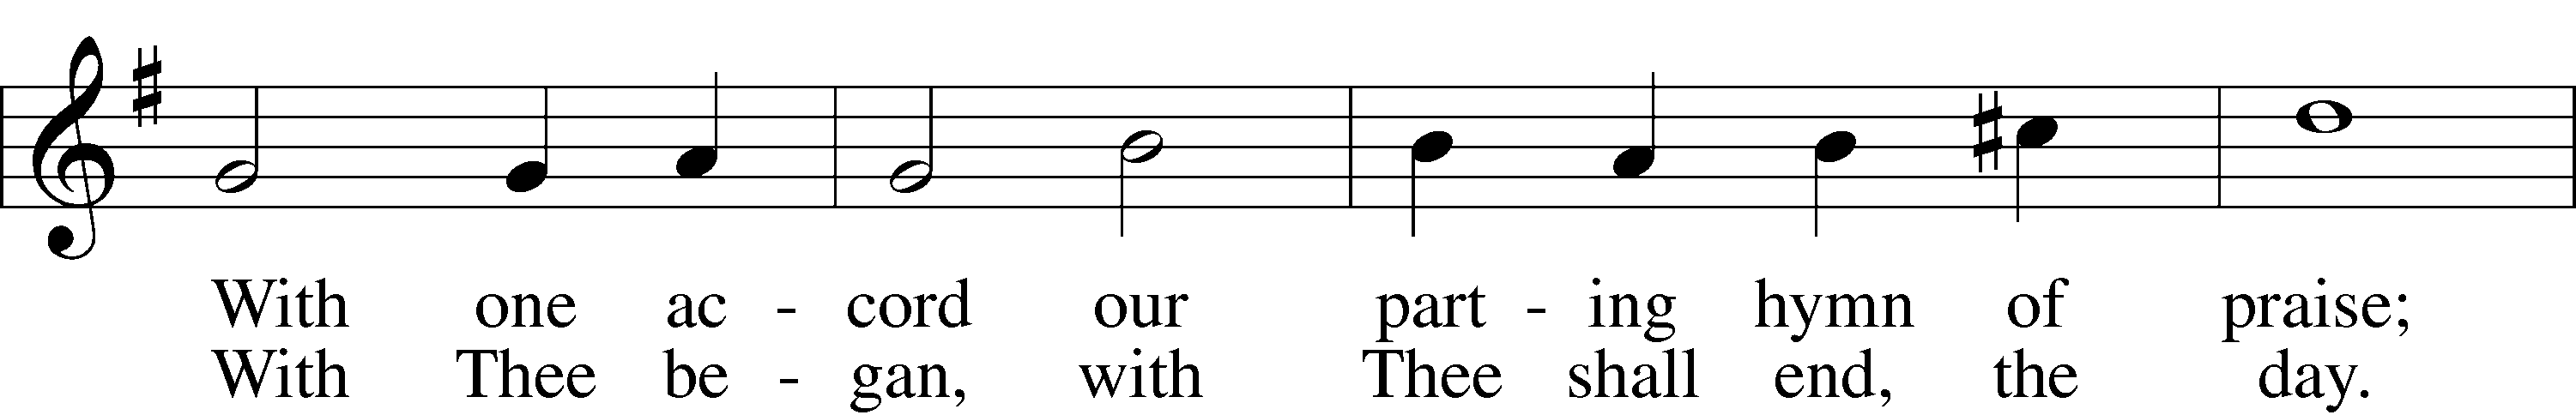 With one ac - cord our part - ing hymn of praise;
With Thee be - gan, with Thee shall end, the day.